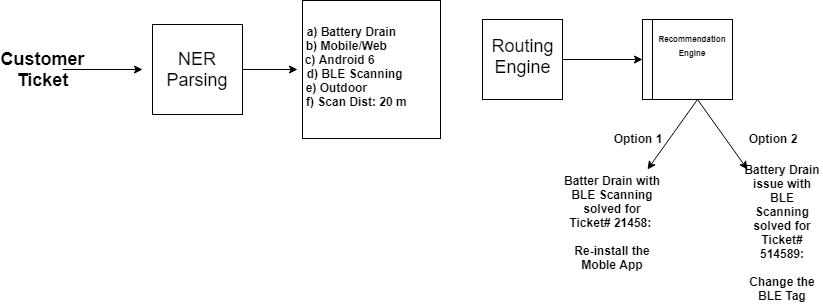 Customer
Ticket
NER
Parsing
a) Battery Drain
b) Mobile/Web
c) Android 6
d) BLE Scanning
e) Outdoor
f) Scan Dist: 20 m
Routing
Engine
Recommendation
Engine
Option 1
Option 2
Batter Drain with
BLE Scanning
solved for
Ticket# 21458:
Re-install the
Moble App
Battery Drain
issue with
BLE
Scanning
solved for
Ticket#
514589:
Change the
BLE Tag